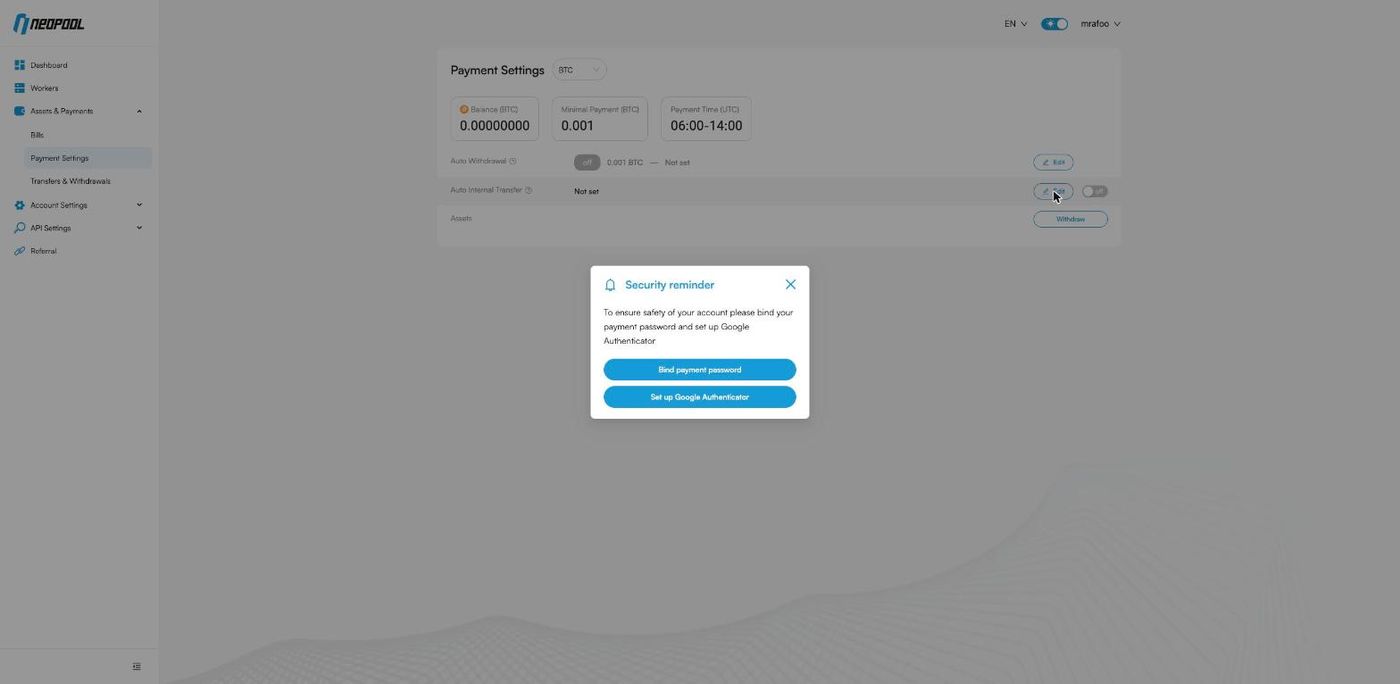 NEOPOOL
EN
mrafoo
Dashboard
Workers
Assets & Payments
Bills
Payment Settings
Transfers & Withdrawals
Account Settings
API Settings
Referral
Payment Settings BTC
Balance (BTC) Minimal Payment (BTC) Payment Time (UTC)
0.00000000 0.001 06:00-14:00
Auto Withdrawal off 0.001 BTC — Not set Edit
Auto Internal Transfer Not set Edit off
Assets Withdraw
Security reminder
To ensure safety of your account please bind your
payment password and set up Google
Authenticator
Bind payment password
Set up Google Authenticator